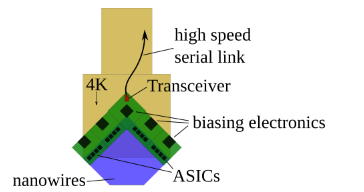 high speed
serial link
4K
Transceiver
biasing electronics
ASICs
nanowires